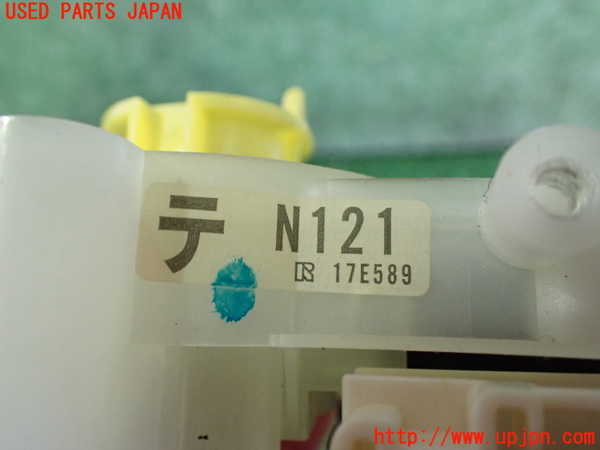 USED PARTS JAPAN
テ N121
R 17E589
http://www.upjpn.com